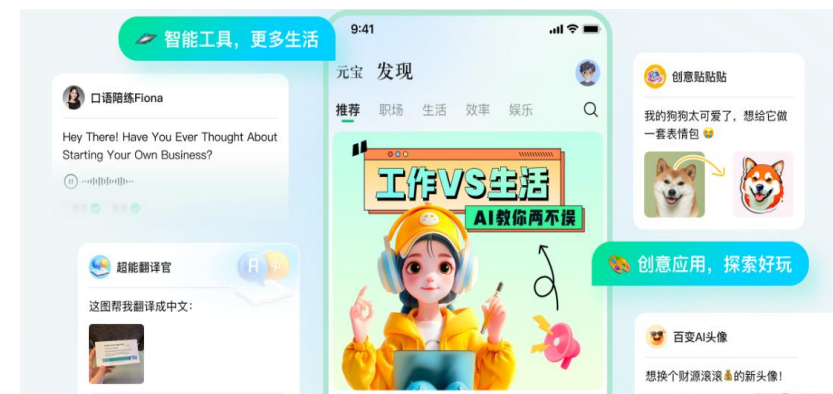 智能工具，更多生活
口语陪练Fiona
Hey There! Have You Ever Thought About
Starting Your Own Business?
超能翻译官
这图帮我翻译成中文：
9:41
元宝 发现
推荐 职场 生活 效率 娱乐
工作VS生活
AI教你两不误
创意贴贴贴
我的狗狗太可爱了，想给它做
一套表情包
创意应用，探索好玩
百变AI头像
想换个财源滚滚的新头像！